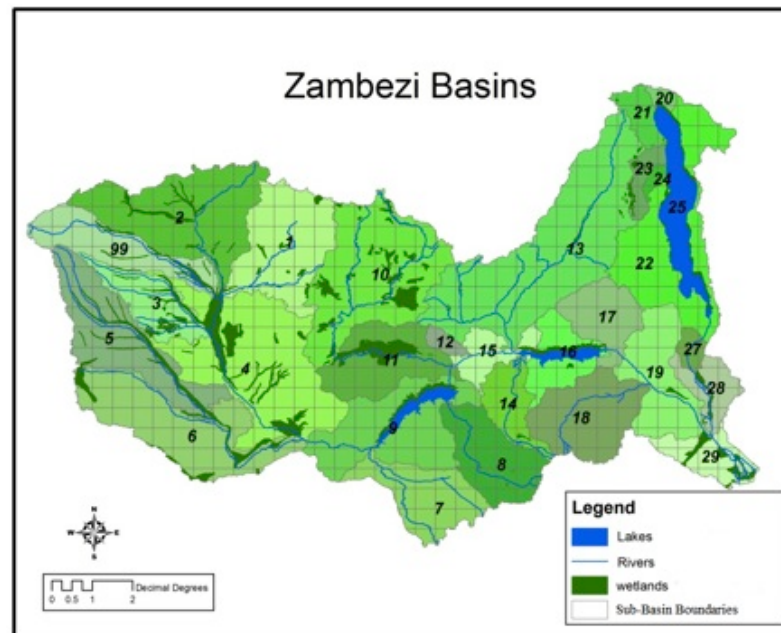 Zambezi Basins
20
21
23
24
2
25
99
1
13
10
22
3
5
17
12
27
15
16
11
4
19
28
14
9
18
6
8
29
7
Legend
Lakes
Rivers
wetlands
Sub-Basin Boundaries
N
W E
S
Decimal Degrees
0 0.5 1 2